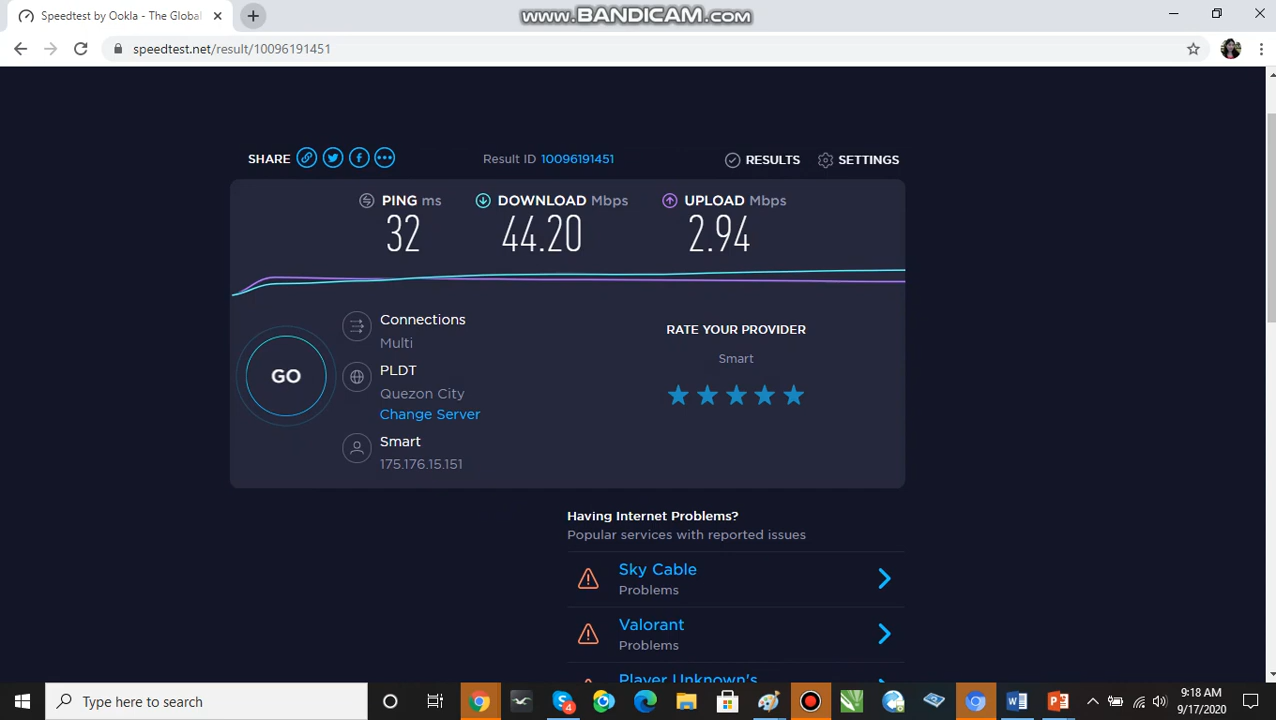 Speedtest by Ookla - The Global
www.BANDICAM.com
speedtest.net/result/10096191451
SHARE
Result ID 10096191451
RESULTS
SETTINGS
PING ms
DOWNLOAD Mbps
UPLOAD Mbps
32
44.20
2.94
GO
Connections
Multi
PLDT
Quezon City
Change Server
Smart
175.176.15.151
RATE YOUR PROVIDER
Smart
Having Internet Problems?
Popular services with reported issues
Sky Cable
Problems
Valorant
Problems
Player Unknown's
Type here to search
4
9:18 AM
9/17/2020